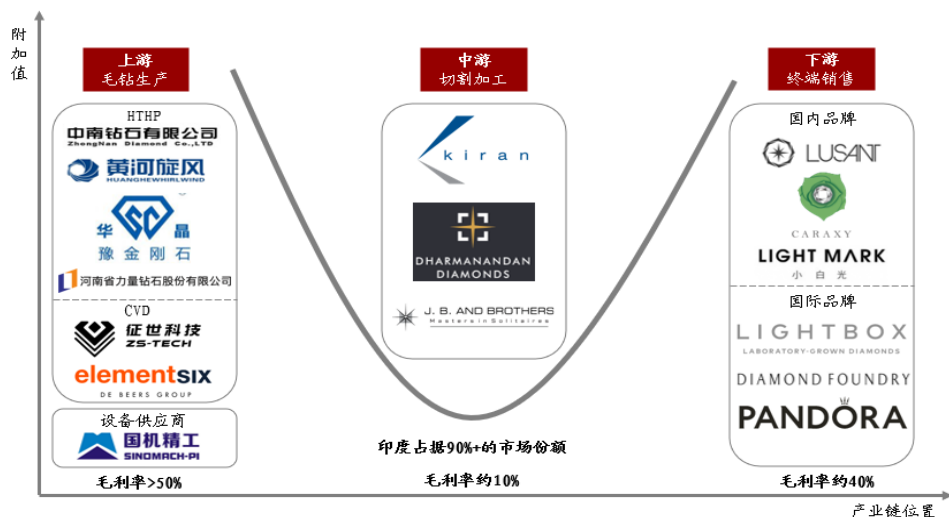 附加值
上游
毛钻生产
HTHP
中南钻石有限公司
ZhengNan Diamond Co.,LTD
黄河旋风
HUANGHEWHIRLWIND
华 SC 晶
豫金刚石
河南省力量钻石股份有限公司
CVD
征世科技
ZS-TECH
elementsix
DE BEERS GROUP
设备供应商
国机精工
SINOMACH-PI
毛利率>50%
中游
切割加工
kiran
DHARMANANDAN
DIAMONDS
J. B. AND BROTHERS
Masters in Solitaires
印度占据90%+的市场份额
毛利率约10%
下游
终端销售
国内品牌
LUSANT
CARAXY
LIGHT MARK
小白光
国际品牌
LIGHTBOX
LABORATORY-GROWN DIAMONDS
DIAMOND FOUNDRY
PANDORA
毛利率约40%
产业链位置